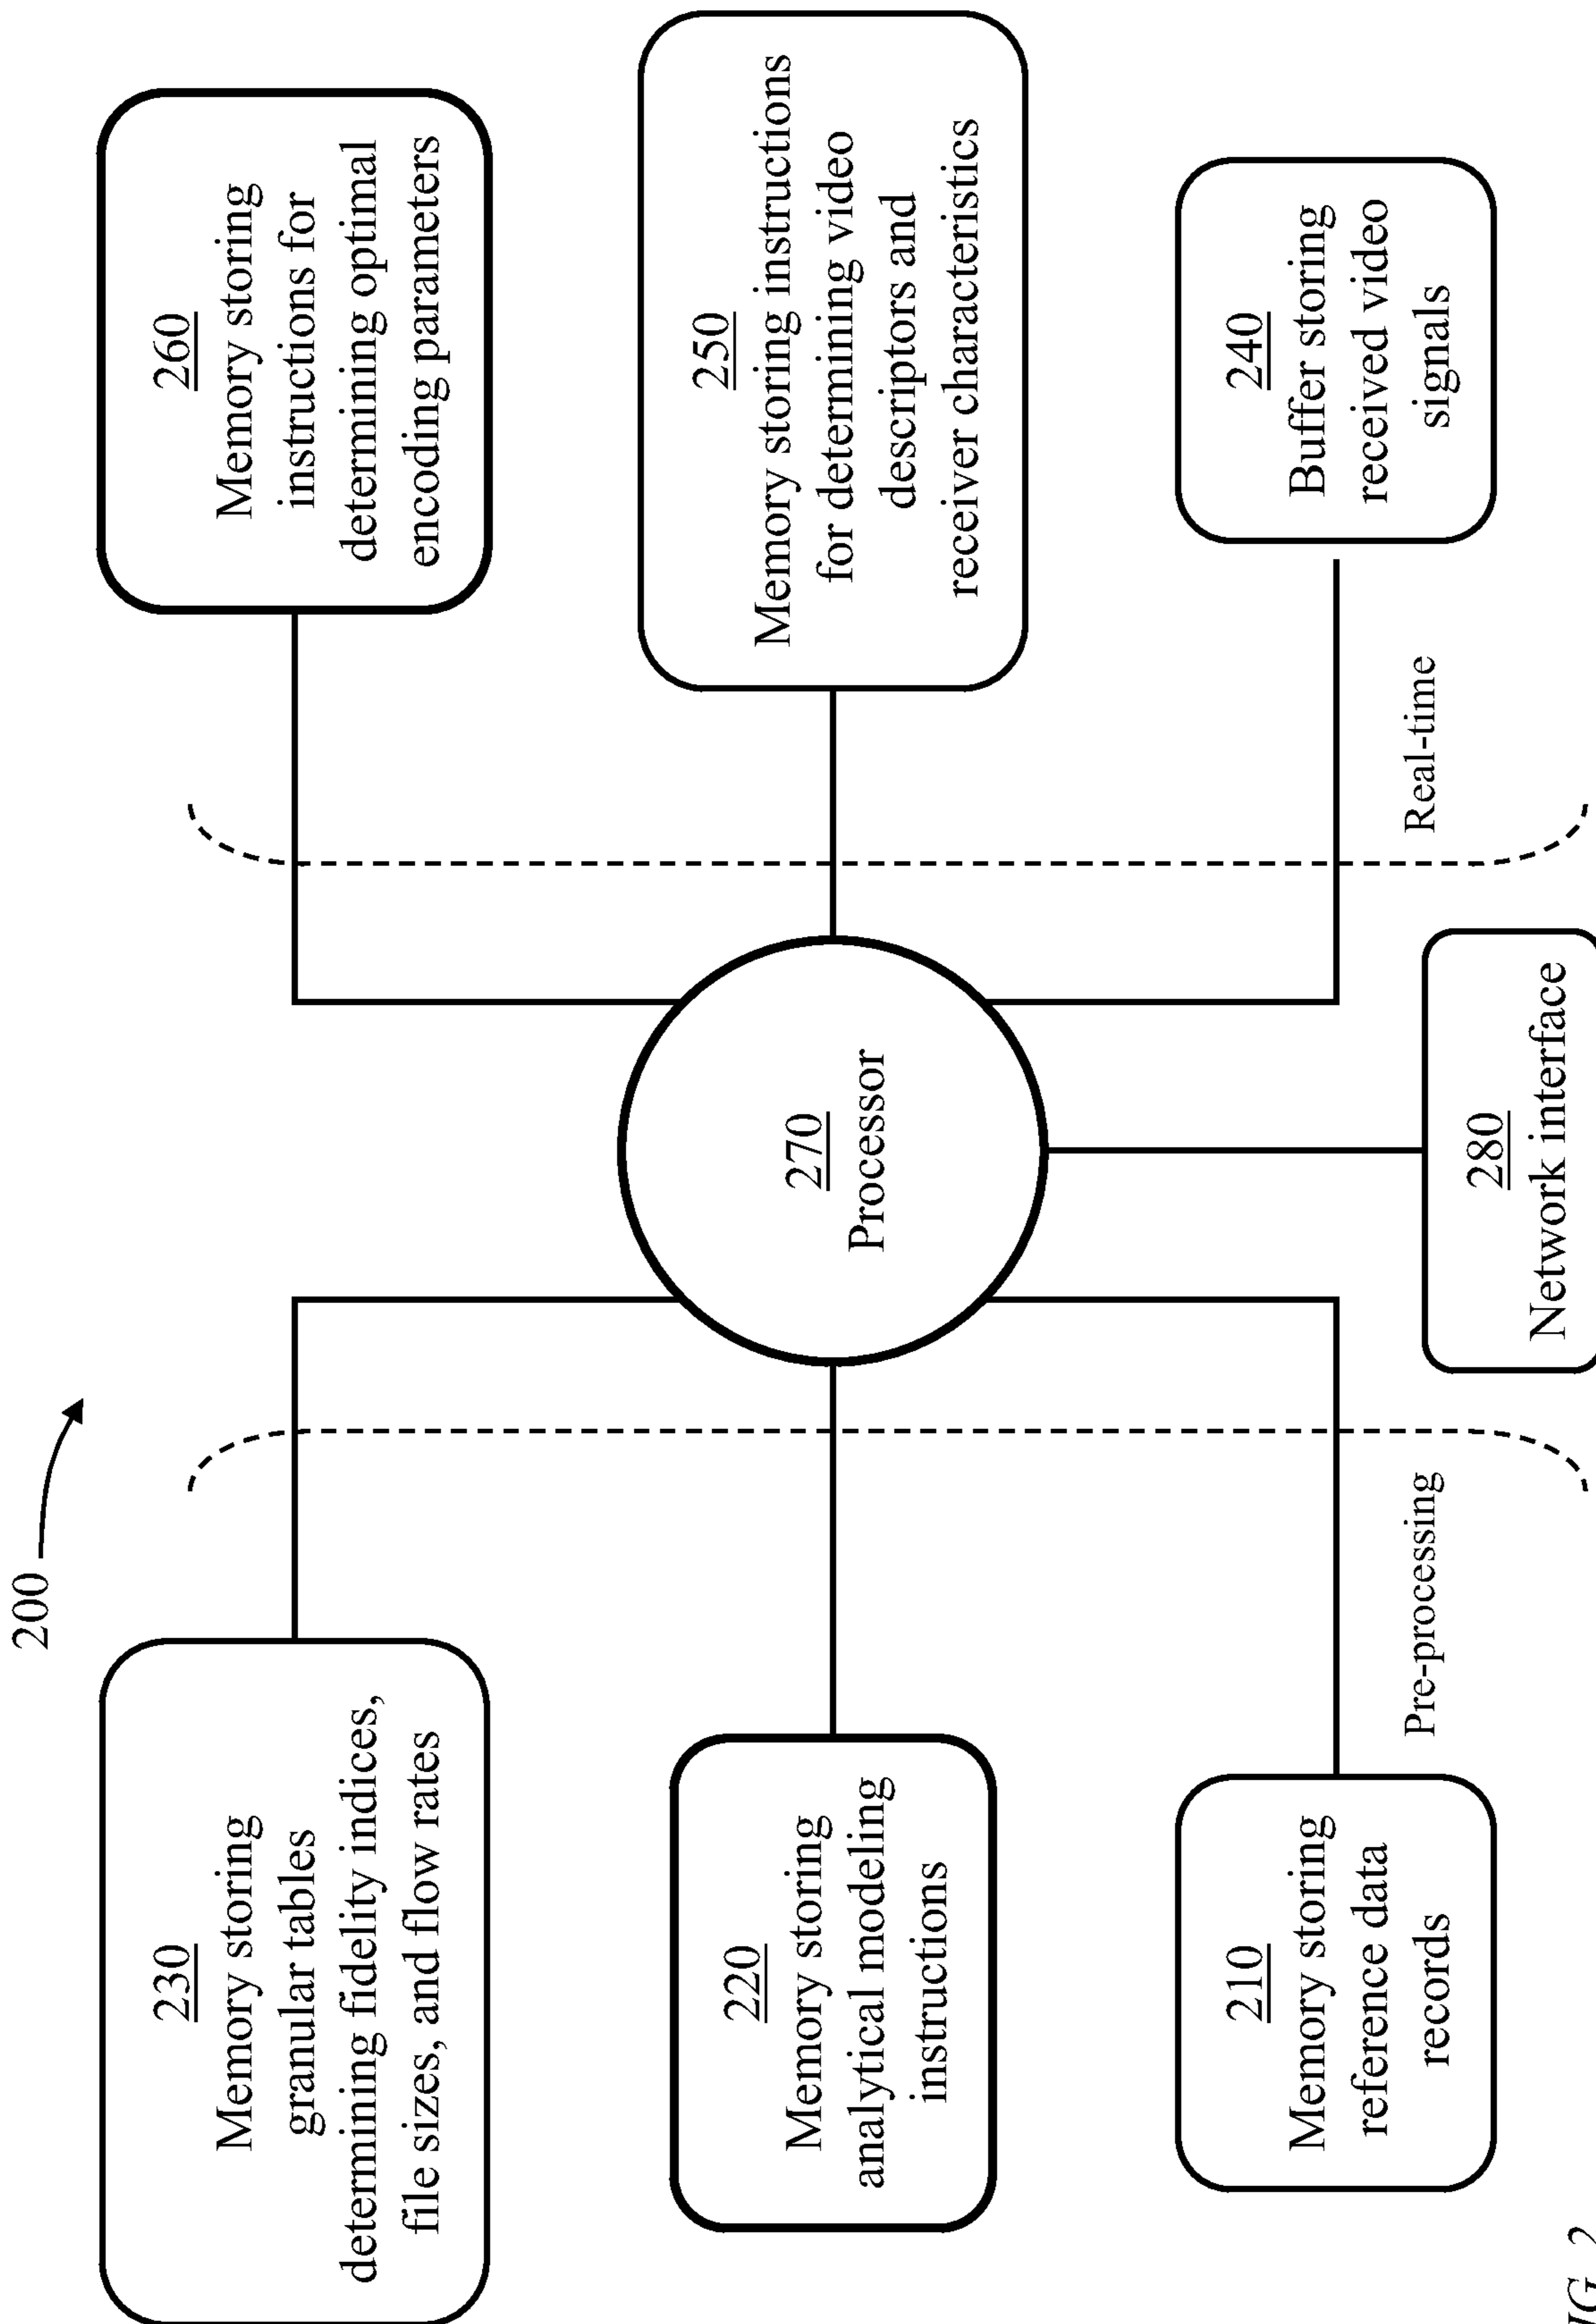 200
230
Memory storing
granular tables
determining fidelity indices,
file sizes, and flow rates
260
Memory storing
instructions for
determining optimal
encoding parameters
220
Memory storing
analytical modeling
instructions
270
Processor
250
Memory storing instructions
for determining video
descriptors and
receiver characteristics
210
Memory storing
reference data
records
240
Buffer storing
received video
signals
Pre-processing
Real-time
280
Network interface
2